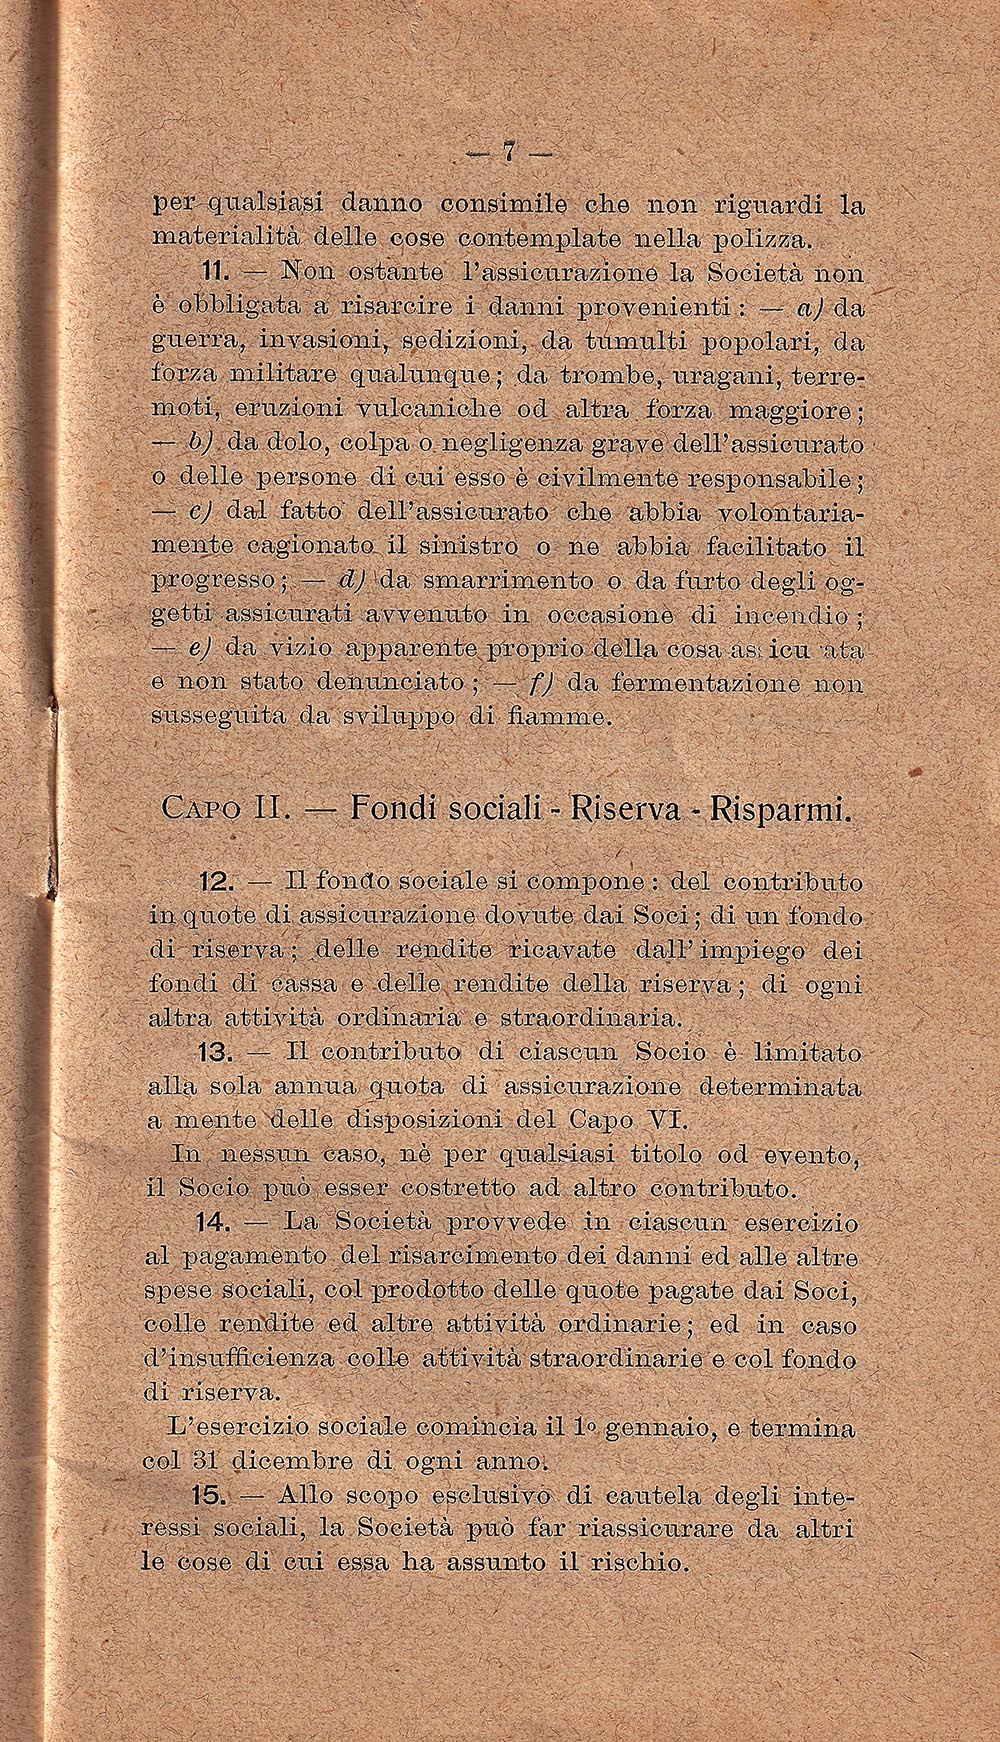 — 7 —
per qualsiasi danno consimile che non riguardi la
materialità delle cose contemplate nella polizza.
11. — Non ostante l'assicurazione la Società non
è obbligata a risarcire i danni provenienti: — a) da
guerra, invasioni, sedizioni, da tumulti popolari, da
forza militare qualunque; da trombe, uragani, terre-
moti, eruzioni vulcaniche od altra forza maggiore;
— b) da dolo, colpa o negligenza grave dell'assicurato
o delle persone di cui esso è civilmente responsabile;
— c) dal fatto dell'assicurato che abbia volontaria-
mente cagionato il sinistro o ne abbia facilitato il
progresso; — d) da smarrimento o da furto degli og-
getti assicurati avvenuto in occasione di incendio;
— e) da vizio apparente proprio della cosa assicurata
e non stato denunciato; — f) da fermentazione non
susseguita da sviluppo di fiamme.
CAPO II. — Fondi sociali - Riserva - Risparmi.
12. — Il fondo sociale si compone: del contributo
in quote di assicurazione dovute dai Soci; di un fondo
di riserva; delle rendite ricavate dall'impiego dei
fondi di cassa e delle rendite della riserva; di ogni
altra attività ordinaria e straordinaria.
13. — Il contributo di ciascun Socio è limitato
alla sola annua quota di assicurazione determinata
a mente delle disposizioni del Capo VI.
In nessun caso, nè per qualsiasi titolo od evento,
il Socio può esser costretto ad altro contributo.
14. — La Società provvede in ciascun esercizio
al pagamento del risarcimento dei danni ed alle altre
spese sociali, col prodotto delle quote pagate dai Soci,
colle rendite ed altre attività ordinarie; ed in caso
d'insufficienza colle attività straordinarie e col fondo
di riserva.
L'esercizio sociale comincia il 1º gennaio, e termina
col 31 dicembre di ogni anno.
15. — Allo scopo esclusivo di cautela degli inte-
ressi sociali, la Società può far riassicurare da altri
le cose di cui essa ha assunto il rischio.